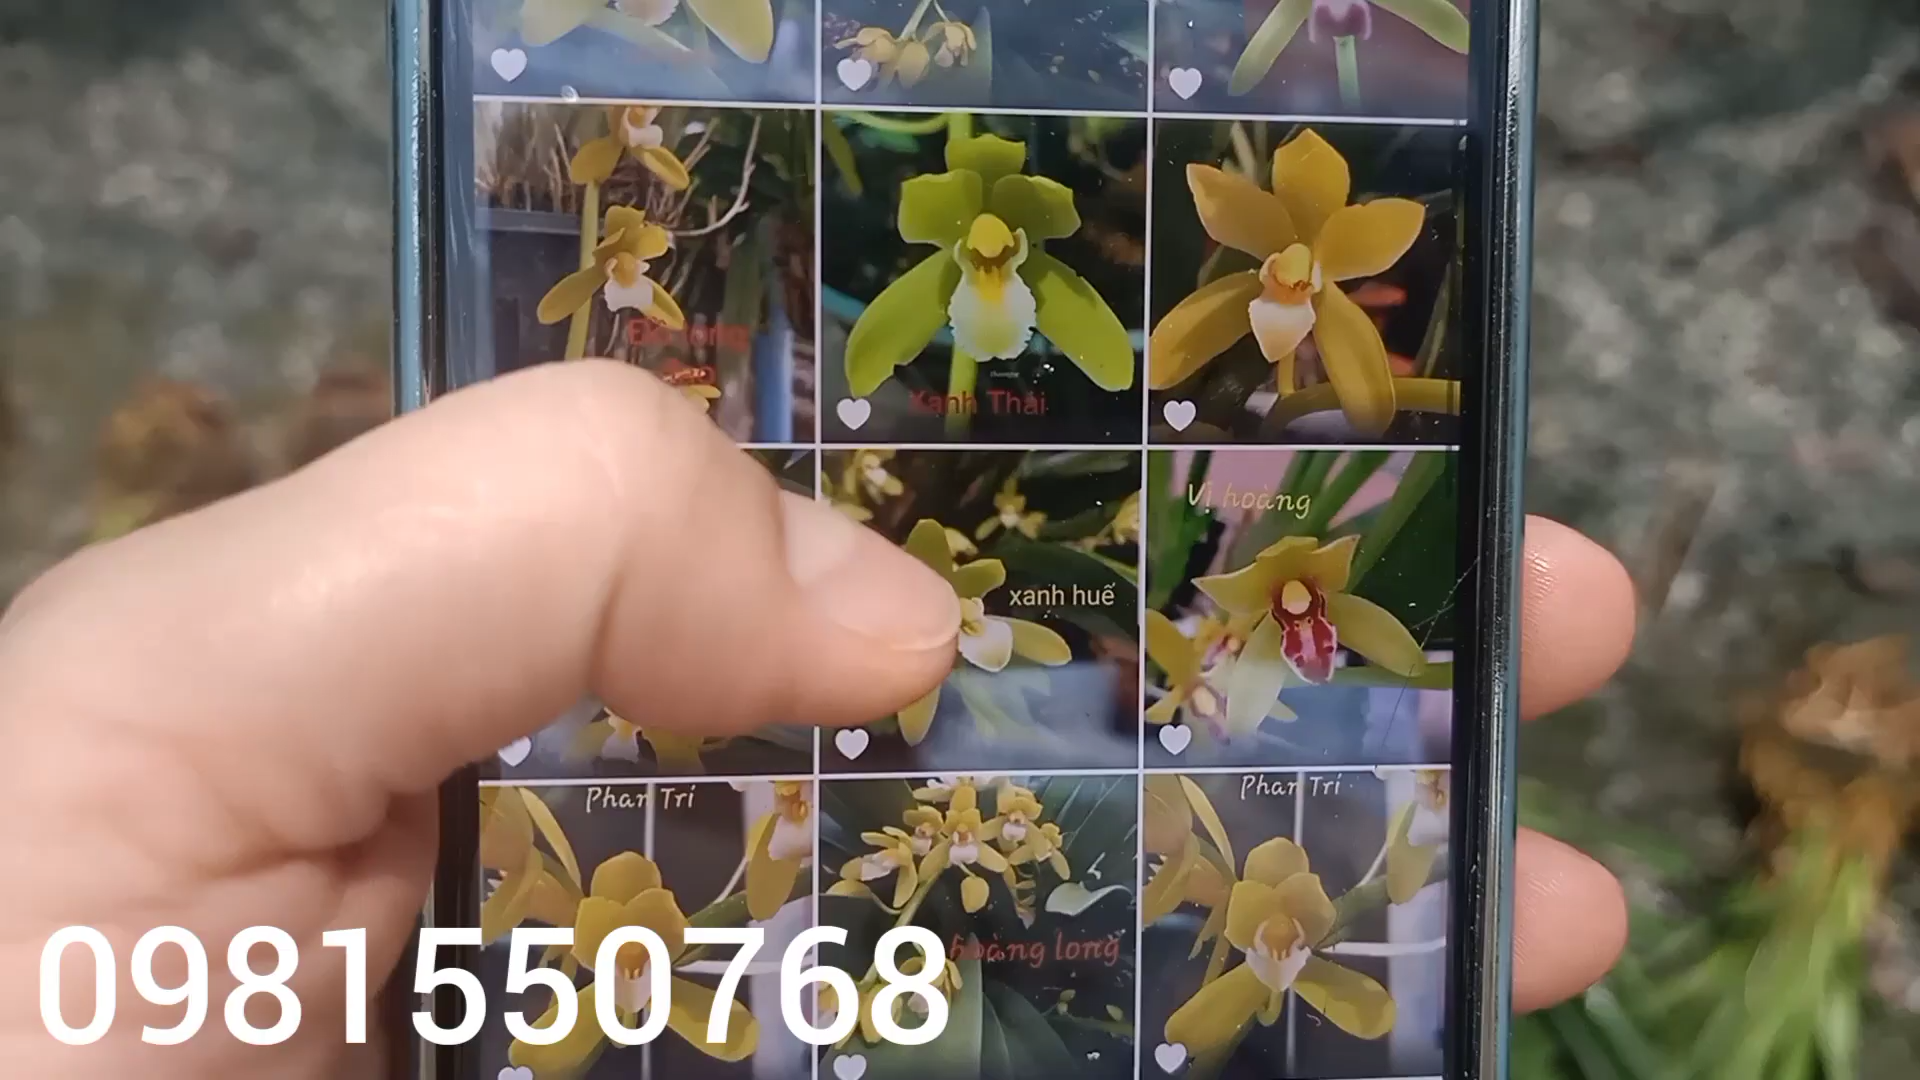 Xanh Thái
Vị hoàng
xanh huế
Phan Trí
Phan Trí
hoàng long
0981550768